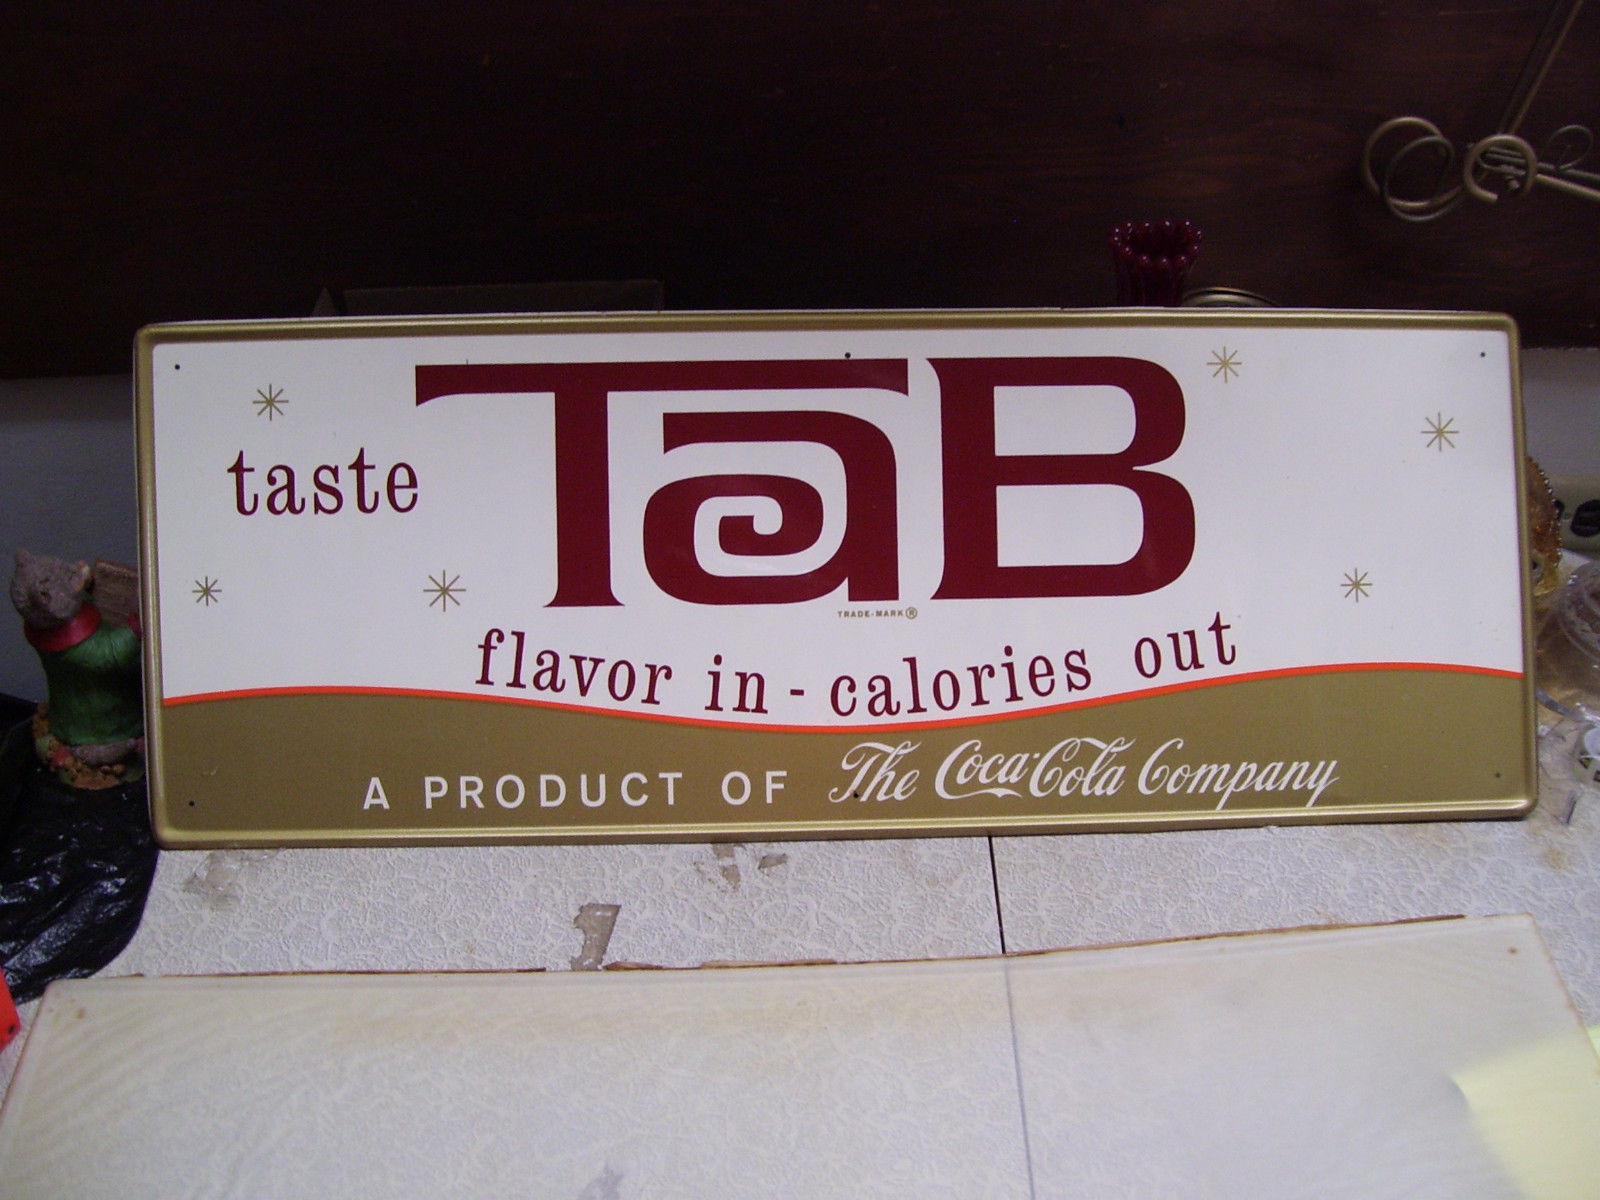 taste TaB
TRADE-MARK ®
flavor in - calories out
A PRODUCT OF The Coca-Cola Company